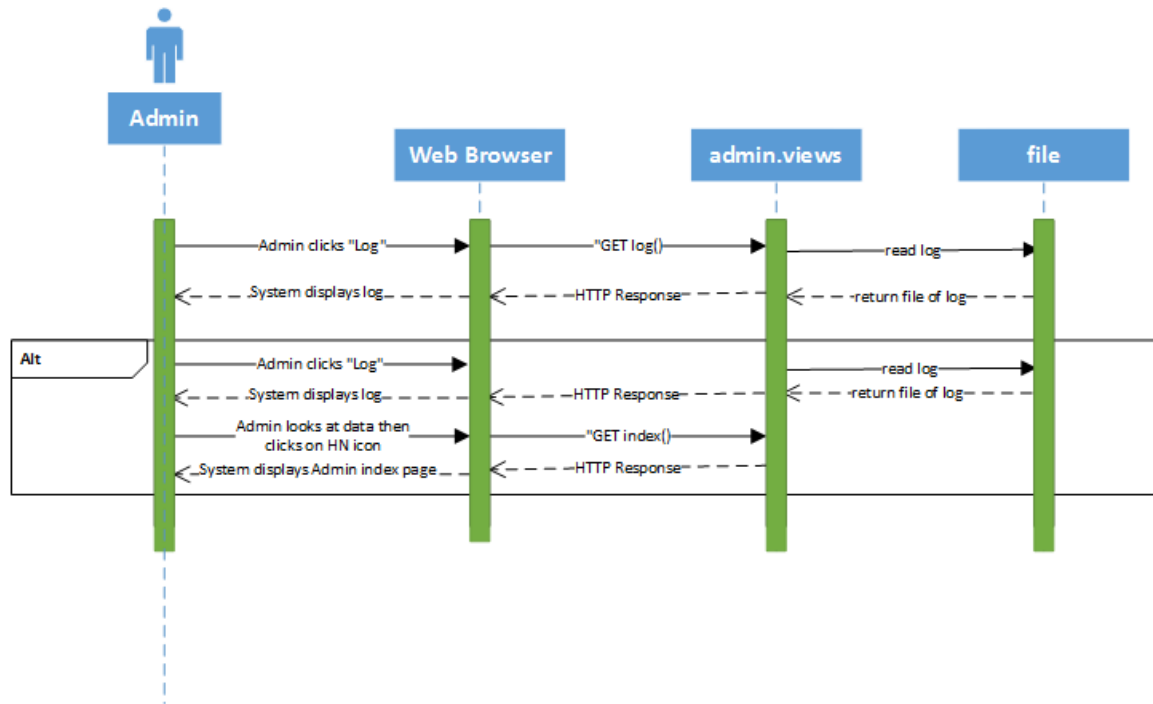 Admin
Web Browser
admin.views
file
Admin clicks "Log"
"GET log()
read log
System displays log
HTTP Response
return file of log
Alt
Admin clicks "Log"
read log
System displays log
HTTP Response
return file of log
Admin looks at data then
clicks on HN icon
"GET index()
System displays Admin index page
HTTP Response